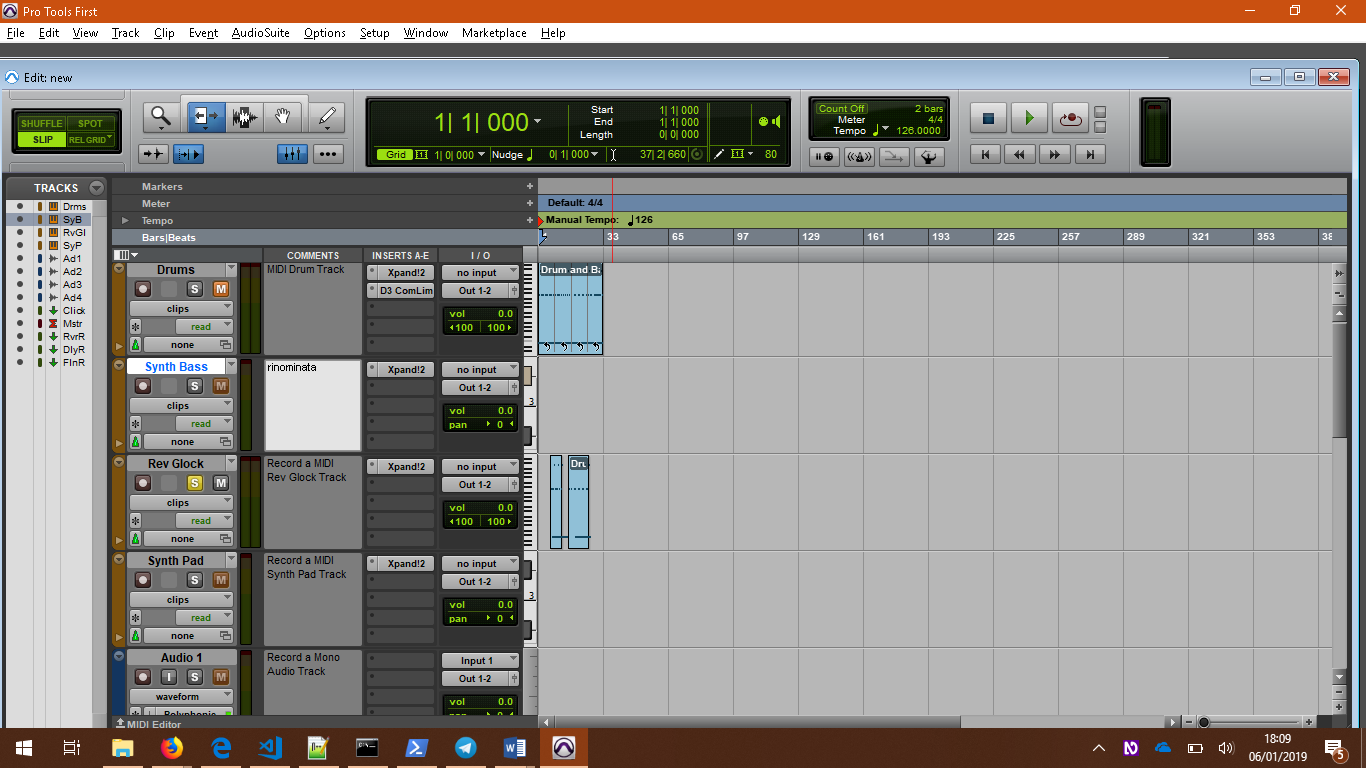 Pro Tools First
File Edit View Track Clip Event AudioSuite Options Setup Window Marketplace Help
Edit: new
SHUFFLE SPOT
SLIP REL GRID
1| 1| 000
Start 1| 1| 000
End 1| 1| 000
Length 0| 0| 000
Grid 1| 0| 000 Nudge 0| 1| 000 37| 2| 660 80
Count Off 2 bars
Meter 4/4
Tempo 126.0000
TRACKS
Drms
SyB
RvGl
SyP
Ad1
Ad2
Ad3
Ad4
Click
Mstr
RvrR
DlyR
FlnR
Markers
Meter Default: 4/4
Tempo Manual Tempo: 126
Bars|Beats 33 65 97 129 161 193 225 257 289 321 353 38
COMMENTS INSERTS A-E I / O
Drums
S M
clips
read
none
MIDI Drum Track
Xpand!2
D3 ComLim
no input
Out 1-2
vol 0.0
100 100
Drum and Ba
Synth Bass
S M
clips
read
none
rinominata
Xpand!2
no input
Out 1-2
vol 0.0
pan 0
3
Rev Glock
S M
clips
read
none
Record a MIDI
Rev Glock Track
Xpand!2
no input
Out 1-2
vol 0.0
100 100
Dru
Synth Pad
S M
clips
read
none
Record a MIDI
Synth Pad Track
Xpand!2
no input
Out 1-2
vol 0.0
pan 0
3
Audio 1
I S M
waveform
Polyphonic
Record a Mono
Audio Track
Input 1
Out 1-2
vol 0.0
MIDI Editor
18:09
06/01/2019
5